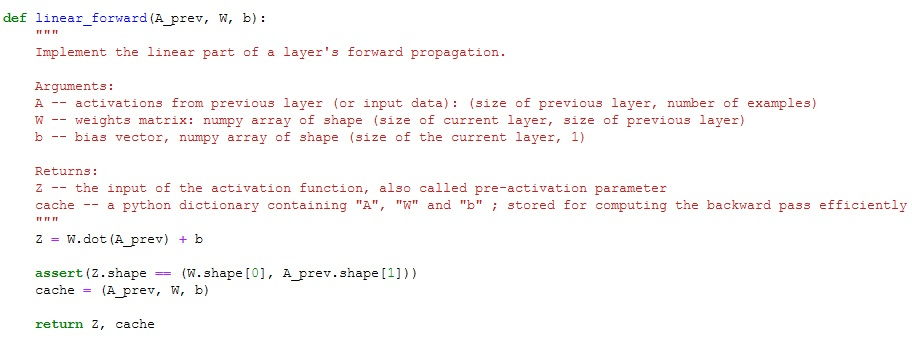 def linear_forward(A_prev, W, b):
"""
Implement the linear part of a layer's forward propagation.
Arguments:
A -- activations from previous layer (or input data): (size of previous layer, number of examples)
W -- weights matrix: numpy array of shape (size of current layer, size of previous layer)
b -- bias vector, numpy array of shape (size of the current layer, 1)
Returns:
Z -- the input of the activation function, also called pre-activation parameter
cache -- a python dictionary containing "A", "W" and "b" ; stored for computing the backward pass efficiently
"""
Z = W.dot(A_prev) + b
assert(Z.shape == (W.shape[0], A_prev.shape[1]))
cache = (A_prev, W, b)
return Z, cache